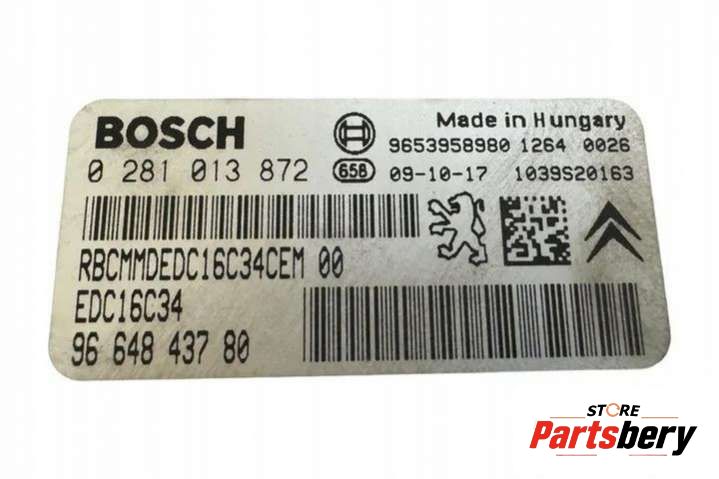 BOSCH
Made in Hungary
9653958980 1264 0026
0 281 013 872 658 09-10-17 1039S20163
RBCMMDEDC16C34CEM 00
EDC16C34
96 648 437 80
STORE
Partsbery